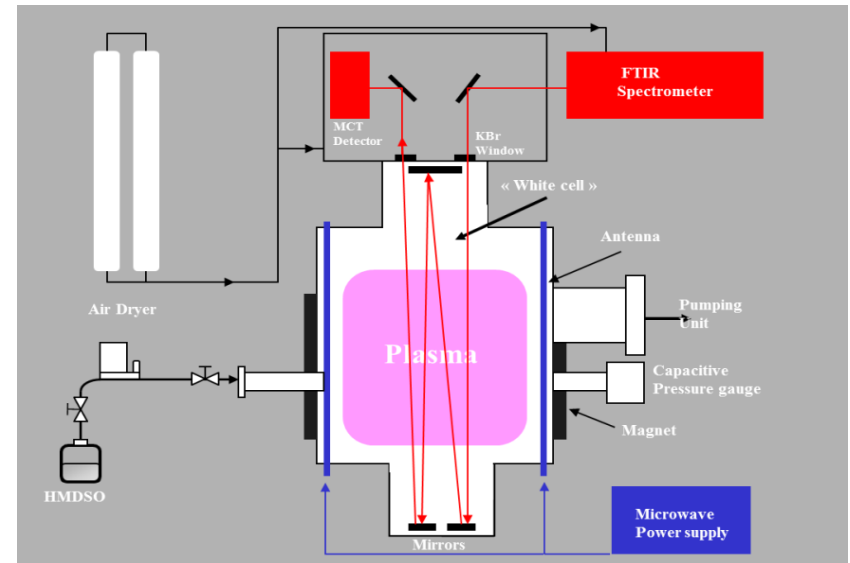 FTIR
Spectrometer
MCT
Detector
KBr
Window
« White cell »
Antenna
Air Dryer
Pumping
Unit
Plasma
Capacitive
Pressure gauge
Magnet
HMDSO
Microwave
Power supply
Mirrors